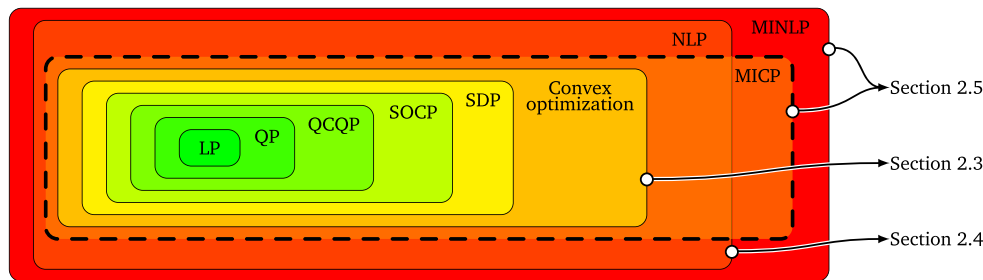 MINLP
NLP
MICP
Convex
optimization
SDP
SOCP
QCQP
QP
LP
Section 2.5
Section 2.3
Section 2.4